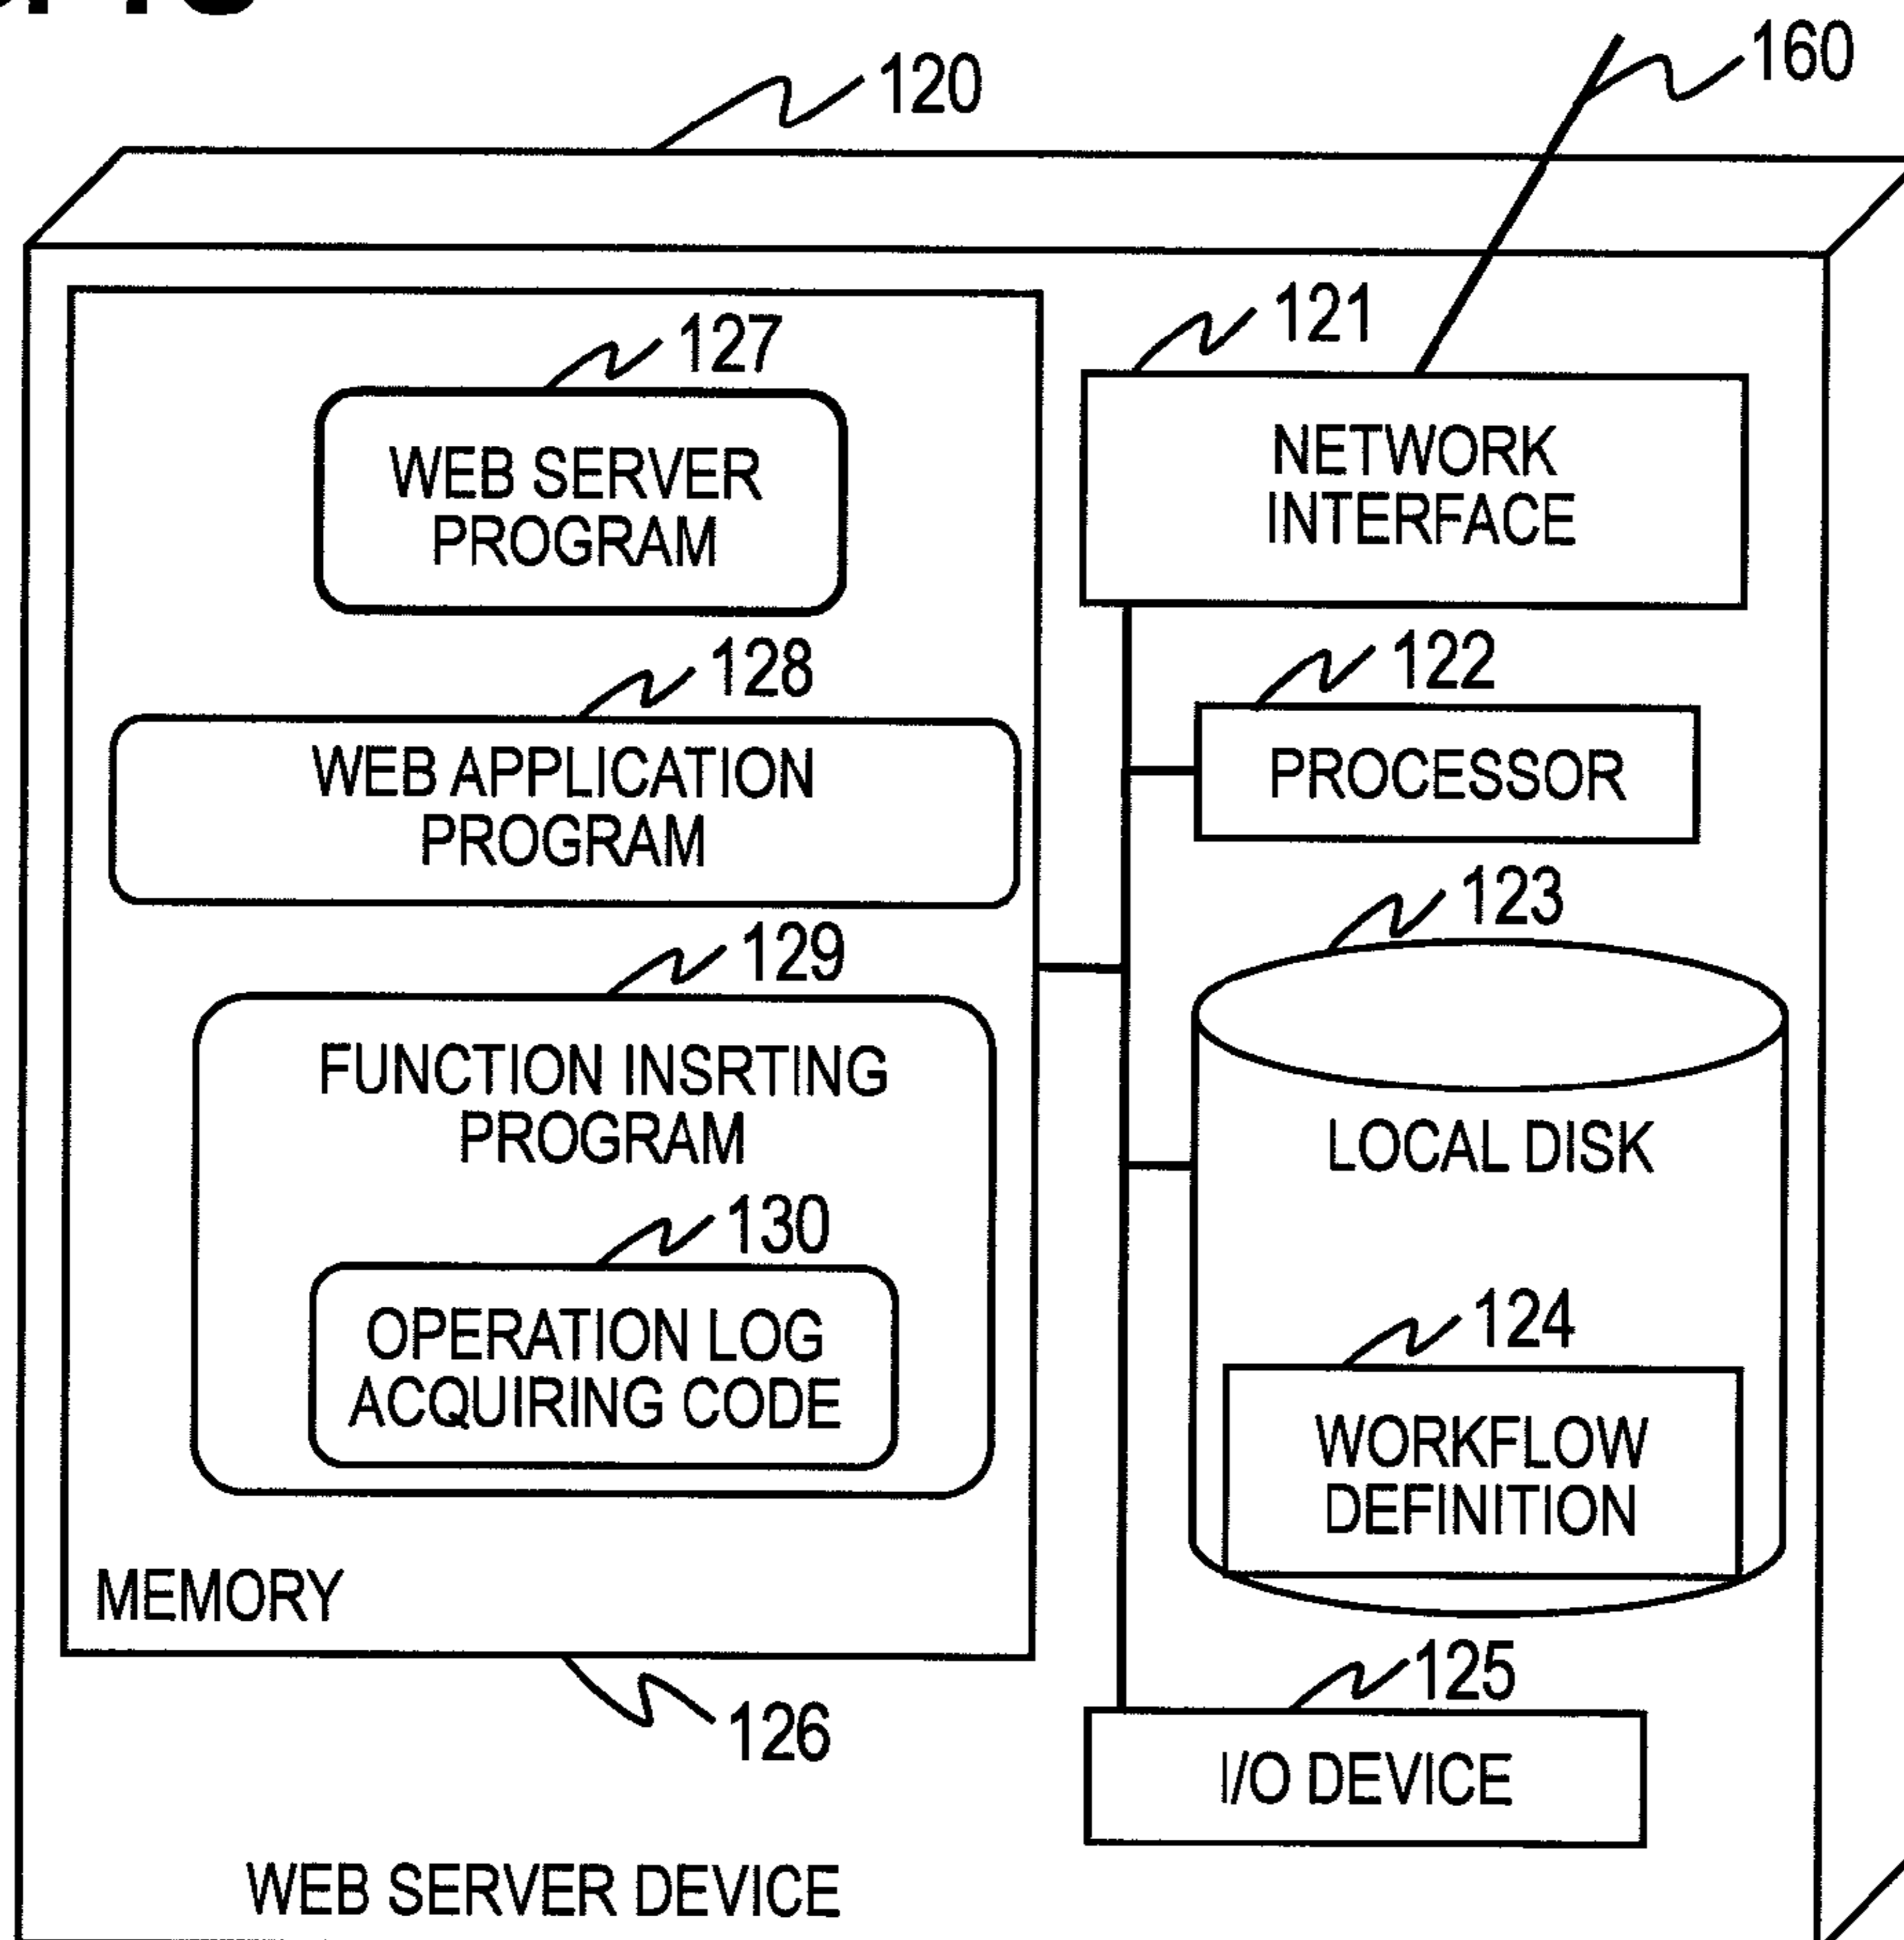 120
160
127
WEB SERVER
PROGRAM
121
NETWORK
INTERFACE
128
WEB APPLICATION
PROGRAM
122
PROCESSOR
129
FUNCTION INSRTING
PROGRAM
123
LOCAL DISK
130
OPERATION LOG
ACQUIRING CODE
124
WORKFLOW
DEFINITION
MEMORY
126
125
I/O DEVICE
WEB SERVER DEVICE